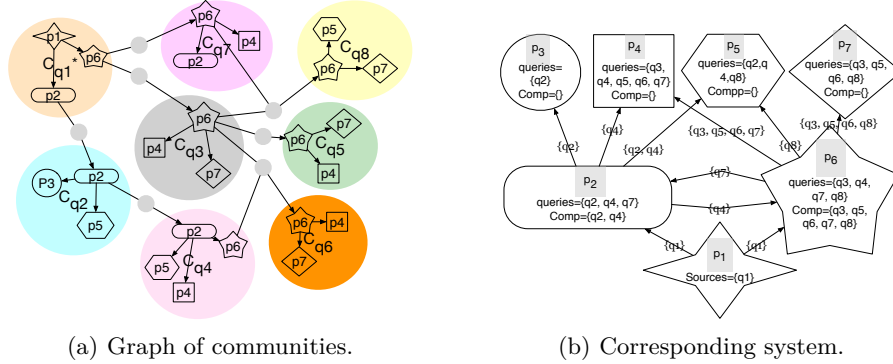 p1
C
q1*
p6
p2
p6
C
q7
p4
p2
p5
C
q8
p6
p7
p6
p4
C
q3
p7
p7
p6
C
q5
p4
P3
p2
C
q2
p5
p2
p6
C
q4
p5
p4
p6
p4
C
q6
p7
(a) Graph of communities.
p3
queries=
{q2}
Comp={}
p4
queries={q3,
q4, q5, q6, q7}
Comp={}
p5
queries={q2,q
4,q8}
Compp={}
p7
queries={q3, q5,
q6, q8}
Comp={}
{q2}
{q4}
{q2, q4}
{q3, q5, q6, q7}
{q8}
{q3, q5, q6, q8}
p2
queries={q2, q4, q7}
Comp={q2, q4}
{q7}
{q4}
p6
queries={q3, q4,
q7, q8}
Comp={q3, q5,
q6, q7, q8}
{q1}
{q1}
p1
Sources={q1}
(b) Corresponding system.